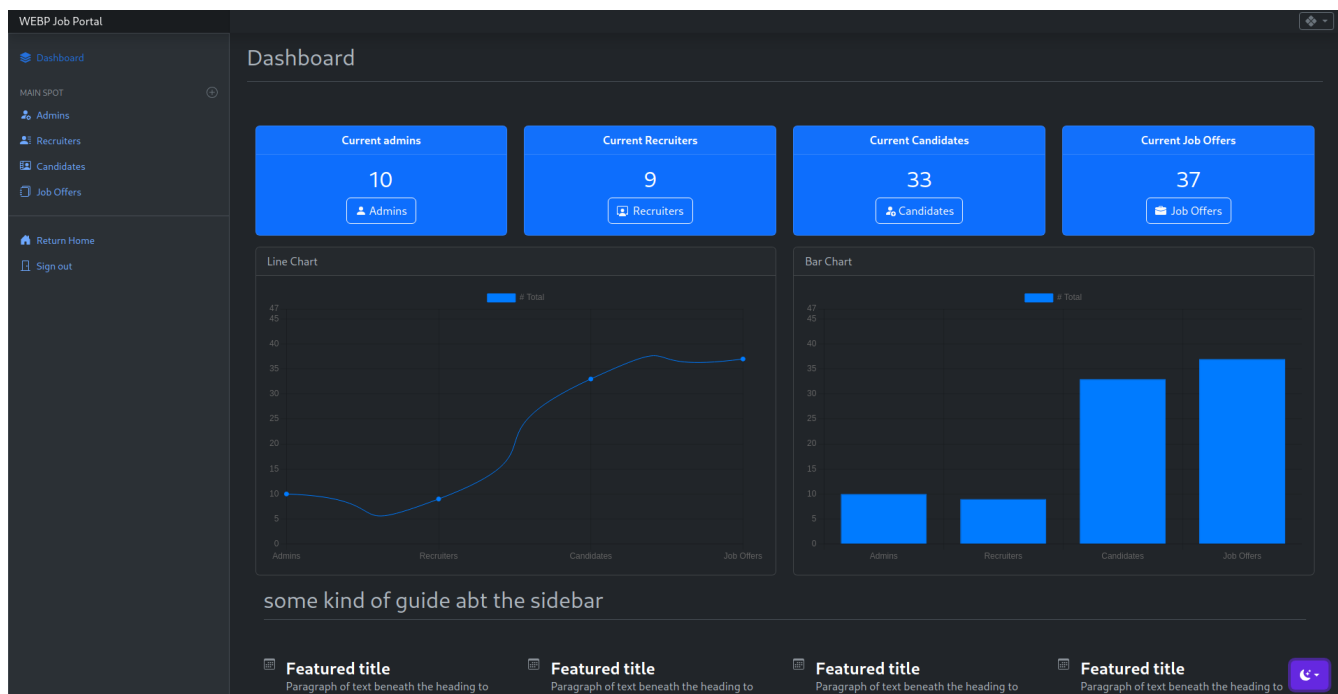 WEBP Job Portal
Dashboard
MAIN SPOT
Admins
Recruiters
Candidates
Job Offers
Return Home
Sign out
Dashboard
Current admins
10
Admins
Current Recruiters
9
Recruiters
Current Candidates
33
Candidates
Current Job Offers
37
Job Offers
Line Chart
# Total
47
45
40
35
30
25
20
15
10
5
0
Admins Recruiters Candidates Job Offers
Bar Chart
# Total
47
45
40
35
30
25
20
15
10
5
0
Admins Recruiters Candidates Job Offers
some kind of guide abt the sidebar
Featured title
Paragraph of text beneath the heading to
Featured title
Paragraph of text beneath the heading to
Featured title
Paragraph of text beneath the heading to
Featured title
Paragraph of text beneath the heading to